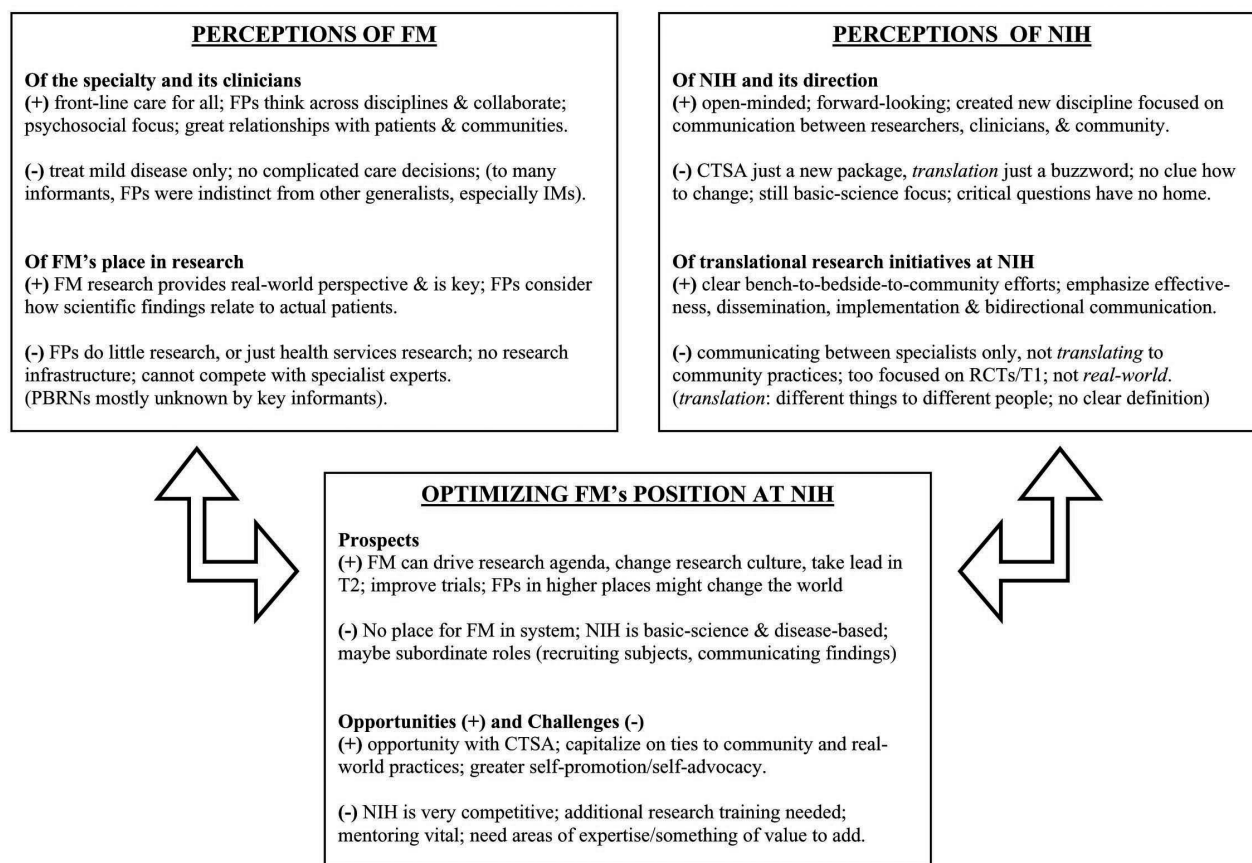 PERCEPTIONS OF FM
Of the specialty and its clinicians
(+) front-line care for all; FPs think across disciplines & collaborate;
psychosocial focus; great relationships with patients & communities.
(-) treat mild disease only; no complicated care decisions; (to many
informants, FPs were indistinct from other generalists, especially IMs).
Of FM's place in research
(+) FM research provides real-world perspective & is key; FPs consider
how scientific findings relate to actual patients.
(-) FPs do little research, or just health services research; no research
infrastructure; cannot compete with specialist experts.
(PBRNs mostly unknown by key informants).
PERCEPTIONS OF NIH
Of NIH and its direction
(+) open-minded; forward-looking; created new discipline focused on
communication between researchers, clinicians, & community.
(-) CTSA just a new package, translation just a buzzword; no clue how
to change; still basic-science focus; critical questions have no home.
Of translational research initiatives at NIH
(+) clear bench-to-bedside-to-community efforts; emphasize effective-
ness, dissemination, implementation & bidirectional communication.
(-) communicating between specialists only, not translating to
community practices; too focused on RCTs/T1; not real-world.
(translation: different things to different people; no clear definition)
OPTIMIZING FM's POSITION AT NIH
Prospects
(+) FM can drive research agenda, change research culture, take lead in
T2; improve trials; FPs in higher places might change the world
(-) No place for FM in system; NIH is basic-science & disease-based;
maybe subordinate roles (recruiting subjects, communicating findings)
Opportunities (+) and Challenges (-)
(+) opportunity with CTSA; capitalize on ties to community and real-
world practices; greater self-promotion/self-advocacy.
(-) NIH is very competitive; additional research training needed;
mentoring vital; need areas of expertise/something of value to add.